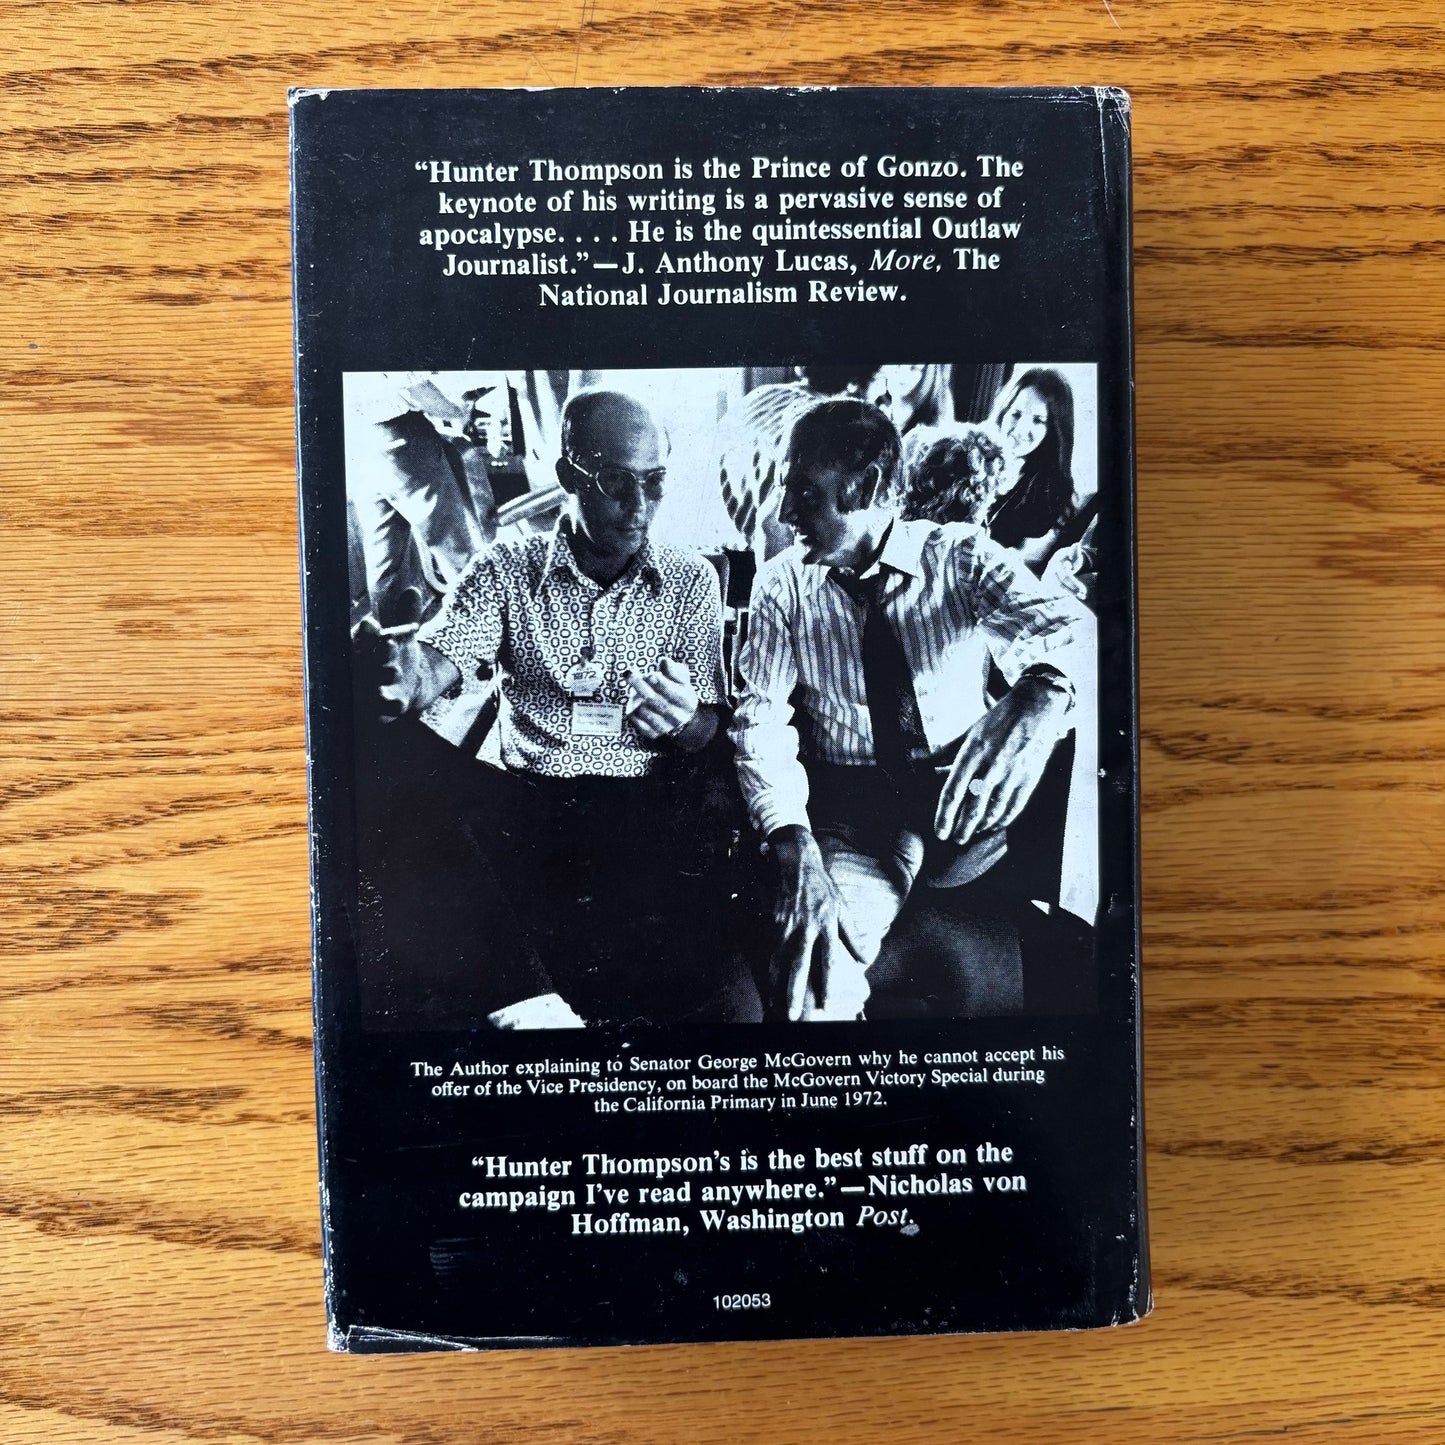 “Hunter Thompson is the Prince of Gonzo. The
keynote of his writing is a pervasive sense of
apocalypse. . . . He is the quintessential Outlaw
Journalist.”—J. Anthony Lucas, More, The
National Journalism Review.
1972
The Author explaining to Senator George McGovern why he cannot accept his
offer of the Vice Presidency, on board the McGovern Victory Special during
the California Primary in June 1972.
“Hunter Thompson’s is the best stuff on the
campaign I’ve read anywhere.”—Nicholas von
Hoffman, Washington Post.
102053